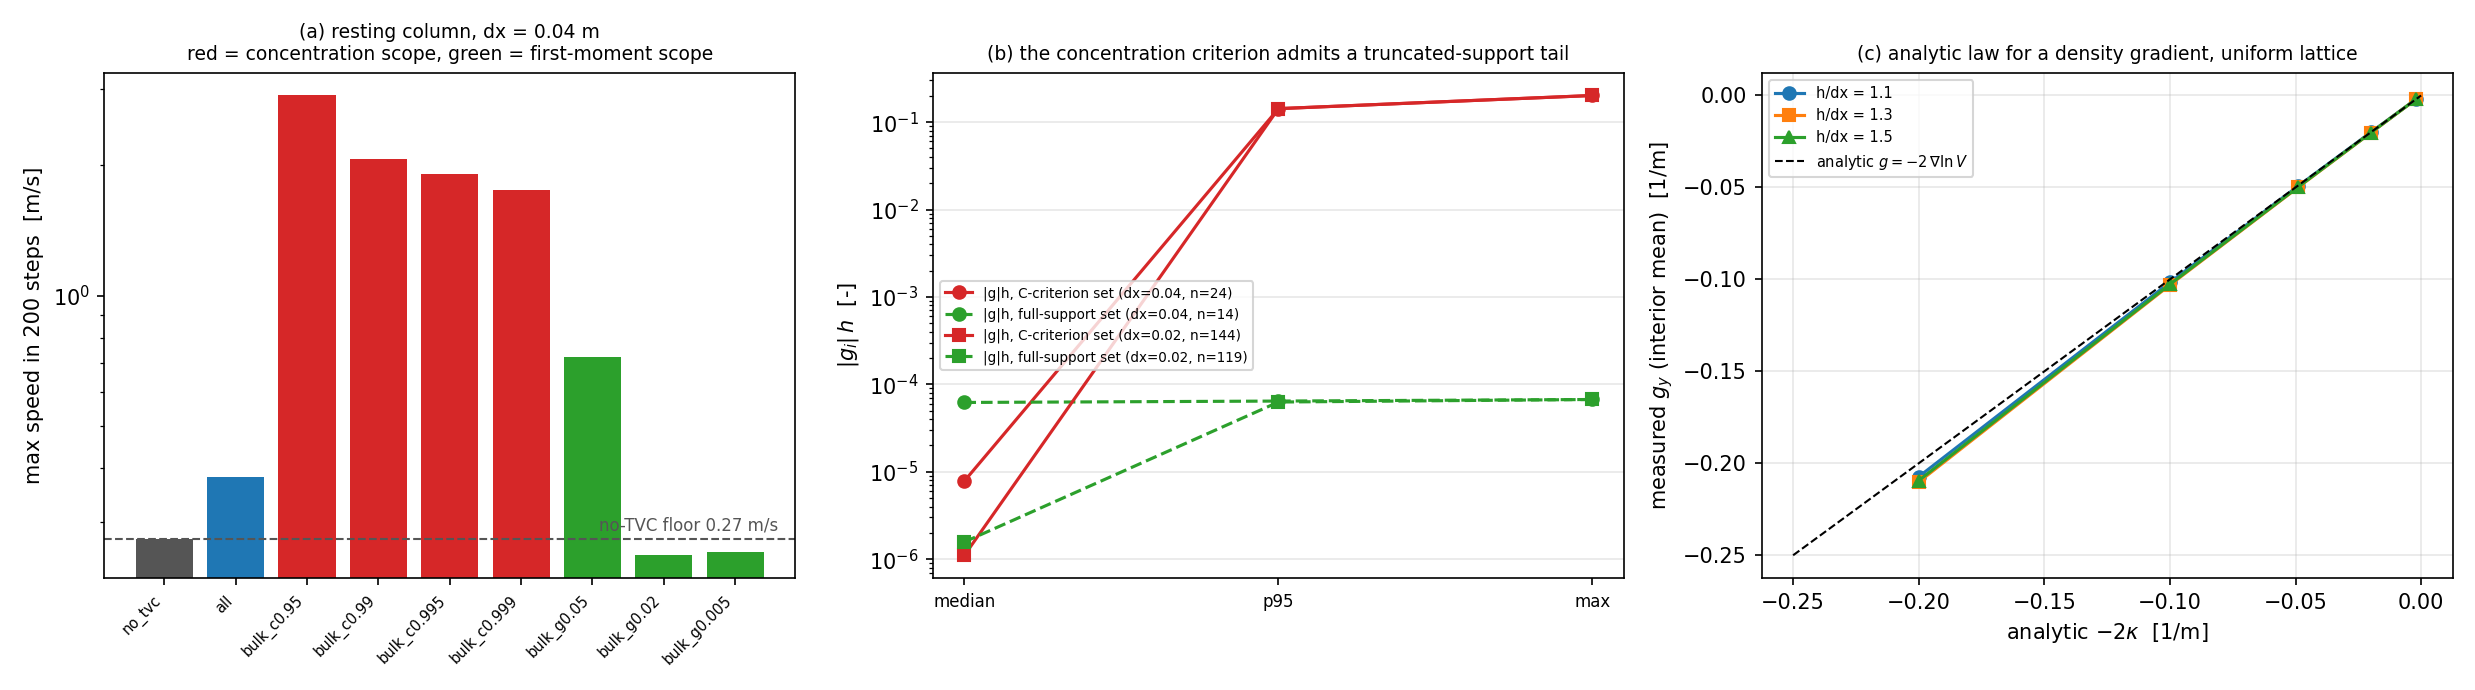 (a) resting column, dx = 0.04 m
red = concentration scope, green = first-moment scope
max speed in 200 steps [m/s]
10⁰
no-TVC floor 0.27 m/s
no_tvc
all
bulk_c0.95
bulk_c0.99
bulk_c0.995
bulk_c0.999
bulk_g0.05
bulk_g0.02
bulk_g0.005
(b) the concentration criterion admits a truncated-support tail
|gᵢ| h [-]
10⁻¹
10⁻²
10⁻³
10⁻⁴
10⁻⁵
10⁻⁶
|g|h, C-criterion set (dx=0.04, n=24)
|g|h, full-support set (dx=0.04, n=14)
|g|h, C-criterion set (dx=0.02, n=144)
|g|h, full-support set (dx=0.02, n=119)
median
p95
max
(c) analytic law for a density gradient, uniform lattice
measured g_y (interior mean) [1/m]
0.00
−0.05
−0.10
−0.15
−0.20
−0.25
h/dx = 1.1
h/dx = 1.3
h/dx = 1.5
analytic g = −2 ∇ln V
−0.25
−0.20
−0.15
−0.10
−0.05
0.00
analytic −2κ [1/m]